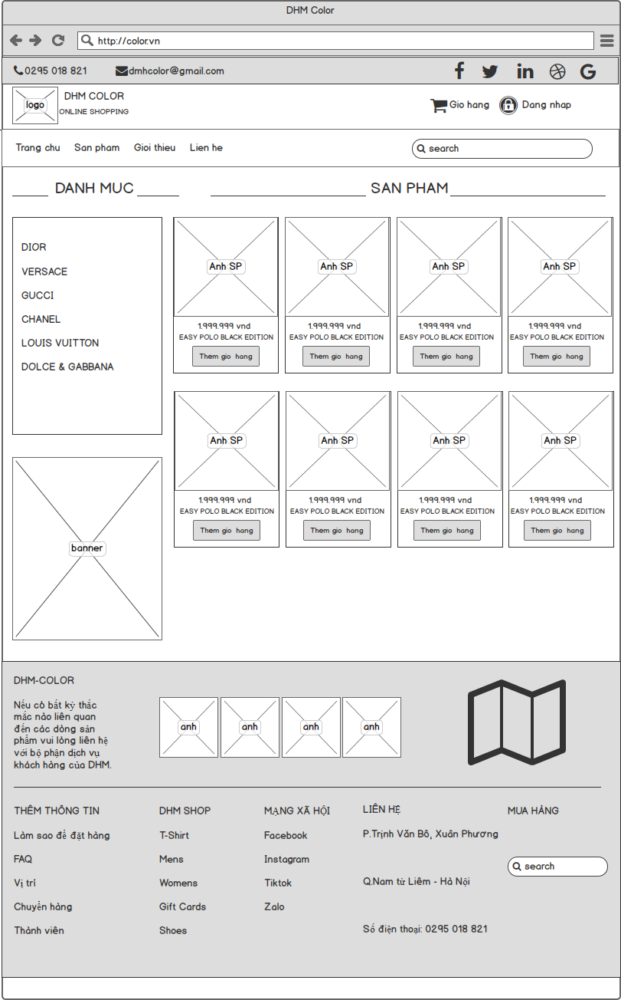 DHM Color
http://color.vn
0295 018 821
dmhcolor@gmail.com
logo
DHM COLOR
ONLINE SHOPPING
Gio hang
Dang nhap
Trang chu
San pham
Gioi thieu
Lien he
search
DANH MUC
SAN PHAM
DIOR
VERSACE
GUCCI
CHANEL
LOUIS VUITTON
DOLCE & GABBANA
banner
Anh SP
Anh SP
Anh SP
Anh SP
1.999.999 vnd
1.999.999 vnd
1.999.999 vnd
1.999.999 vnd
EASY POLO BLACK EDITION
EASY POLO BLACK EDITION
EASY POLO BLACK EDITION
EASY POLO BLACK EDITION
Them gio hang
Them gio hang
Them gio hang
Them gio hang
Anh SP
Anh SP
Anh SP
Anh SP
1.999.999 vnd
1.999.999 vnd
1.999.999 vnd
1.999.999 vnd
EASY POLO BLACK EDITION
EASY POLO BLACK EDITION
EASY POLO BLACK EDITION
EASY POLO BLACK EDITION
Them gio hang
Them gio hang
Them gio hang
Them gio hang
DHM-COLOR
Nếu có bất kỳ thắc
mắc nào liên quan
đến các dòng sản
phẩm vui lòng liên hệ
với bộ phận dịch vụ
khách hàng của DHM.
anh
anh
anh
anh
THÊM THÔNG TIN
Làm sao để đặt hàng
FAQ
Vị trí
Chuyển hàng
Thành viên
DHM SHOP
T-Shirt
Mens
Womens
Gift Cards
Shoes
MẠNG XÃ HỘI
Facebook
Instagram
Tiktok
Zalo
LIÊN HỆ
P.Trịnh Văn Bô, Xuân Phương
Q.Nam từ Liêm - Hà Nội
Số điện thoại: 0295 018 821
MUA HÀNG
search